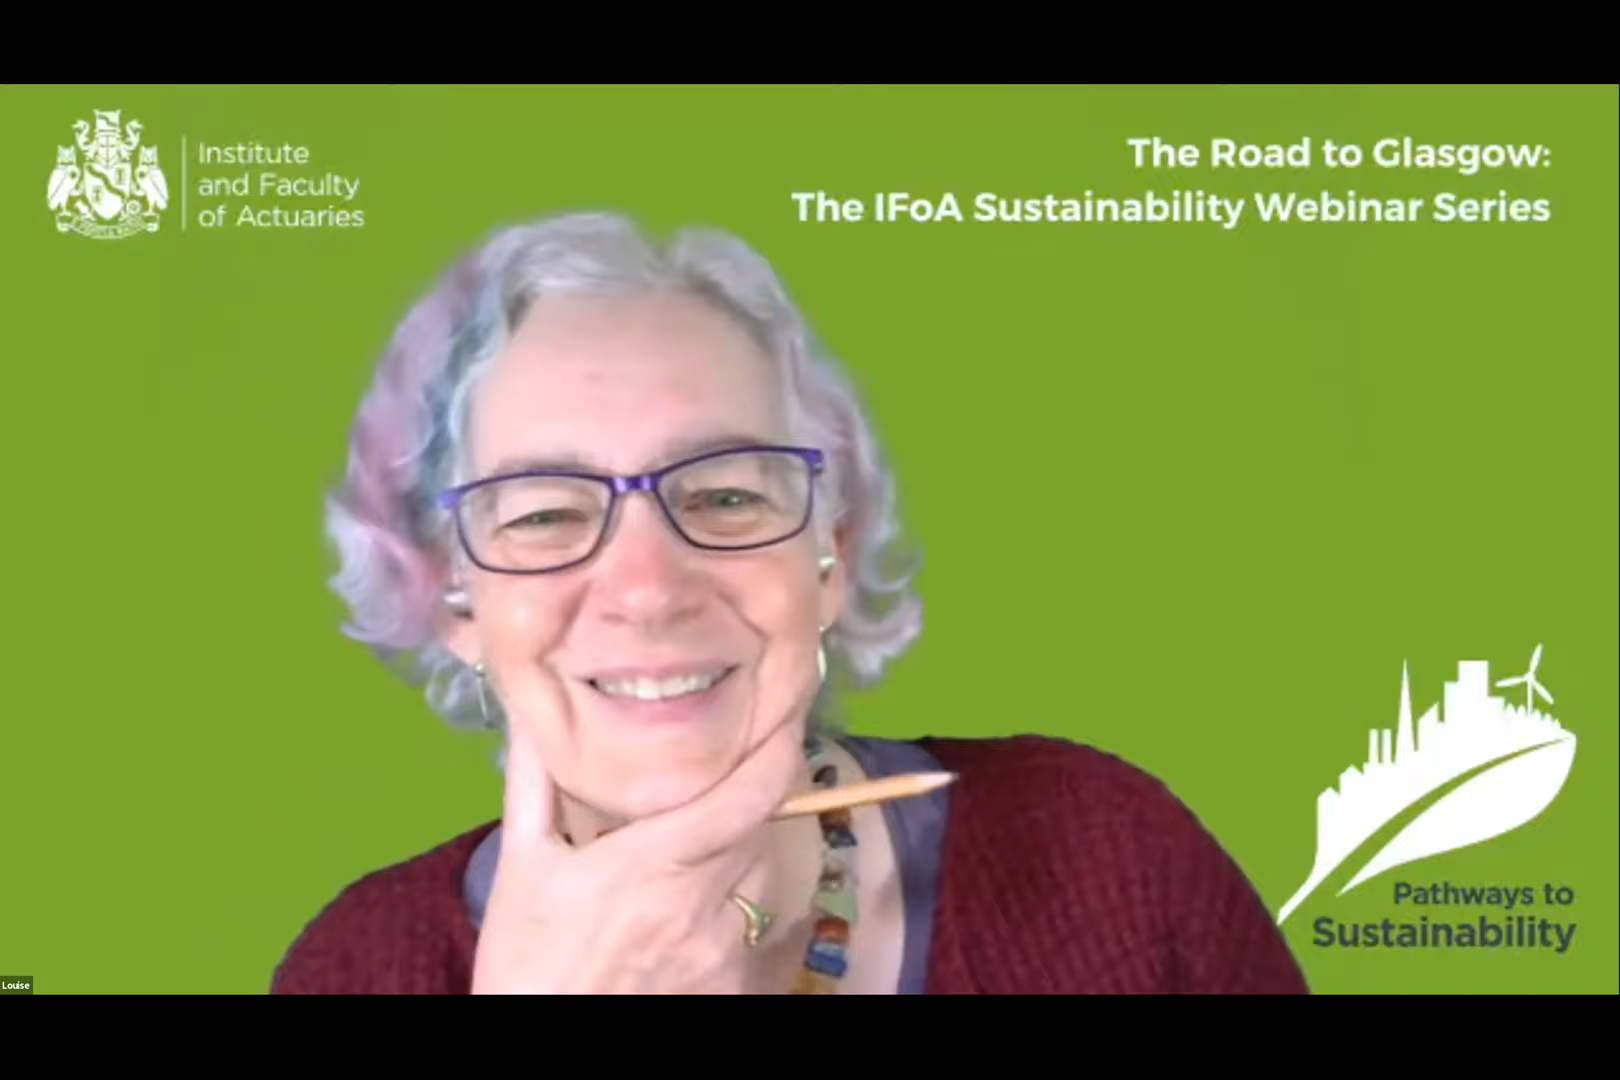 Institute
and Faculty
of Actuaries
The Road to Glasgow:
The IFoA Sustainability Webinar Series
Pathways to
Sustainability
Louise